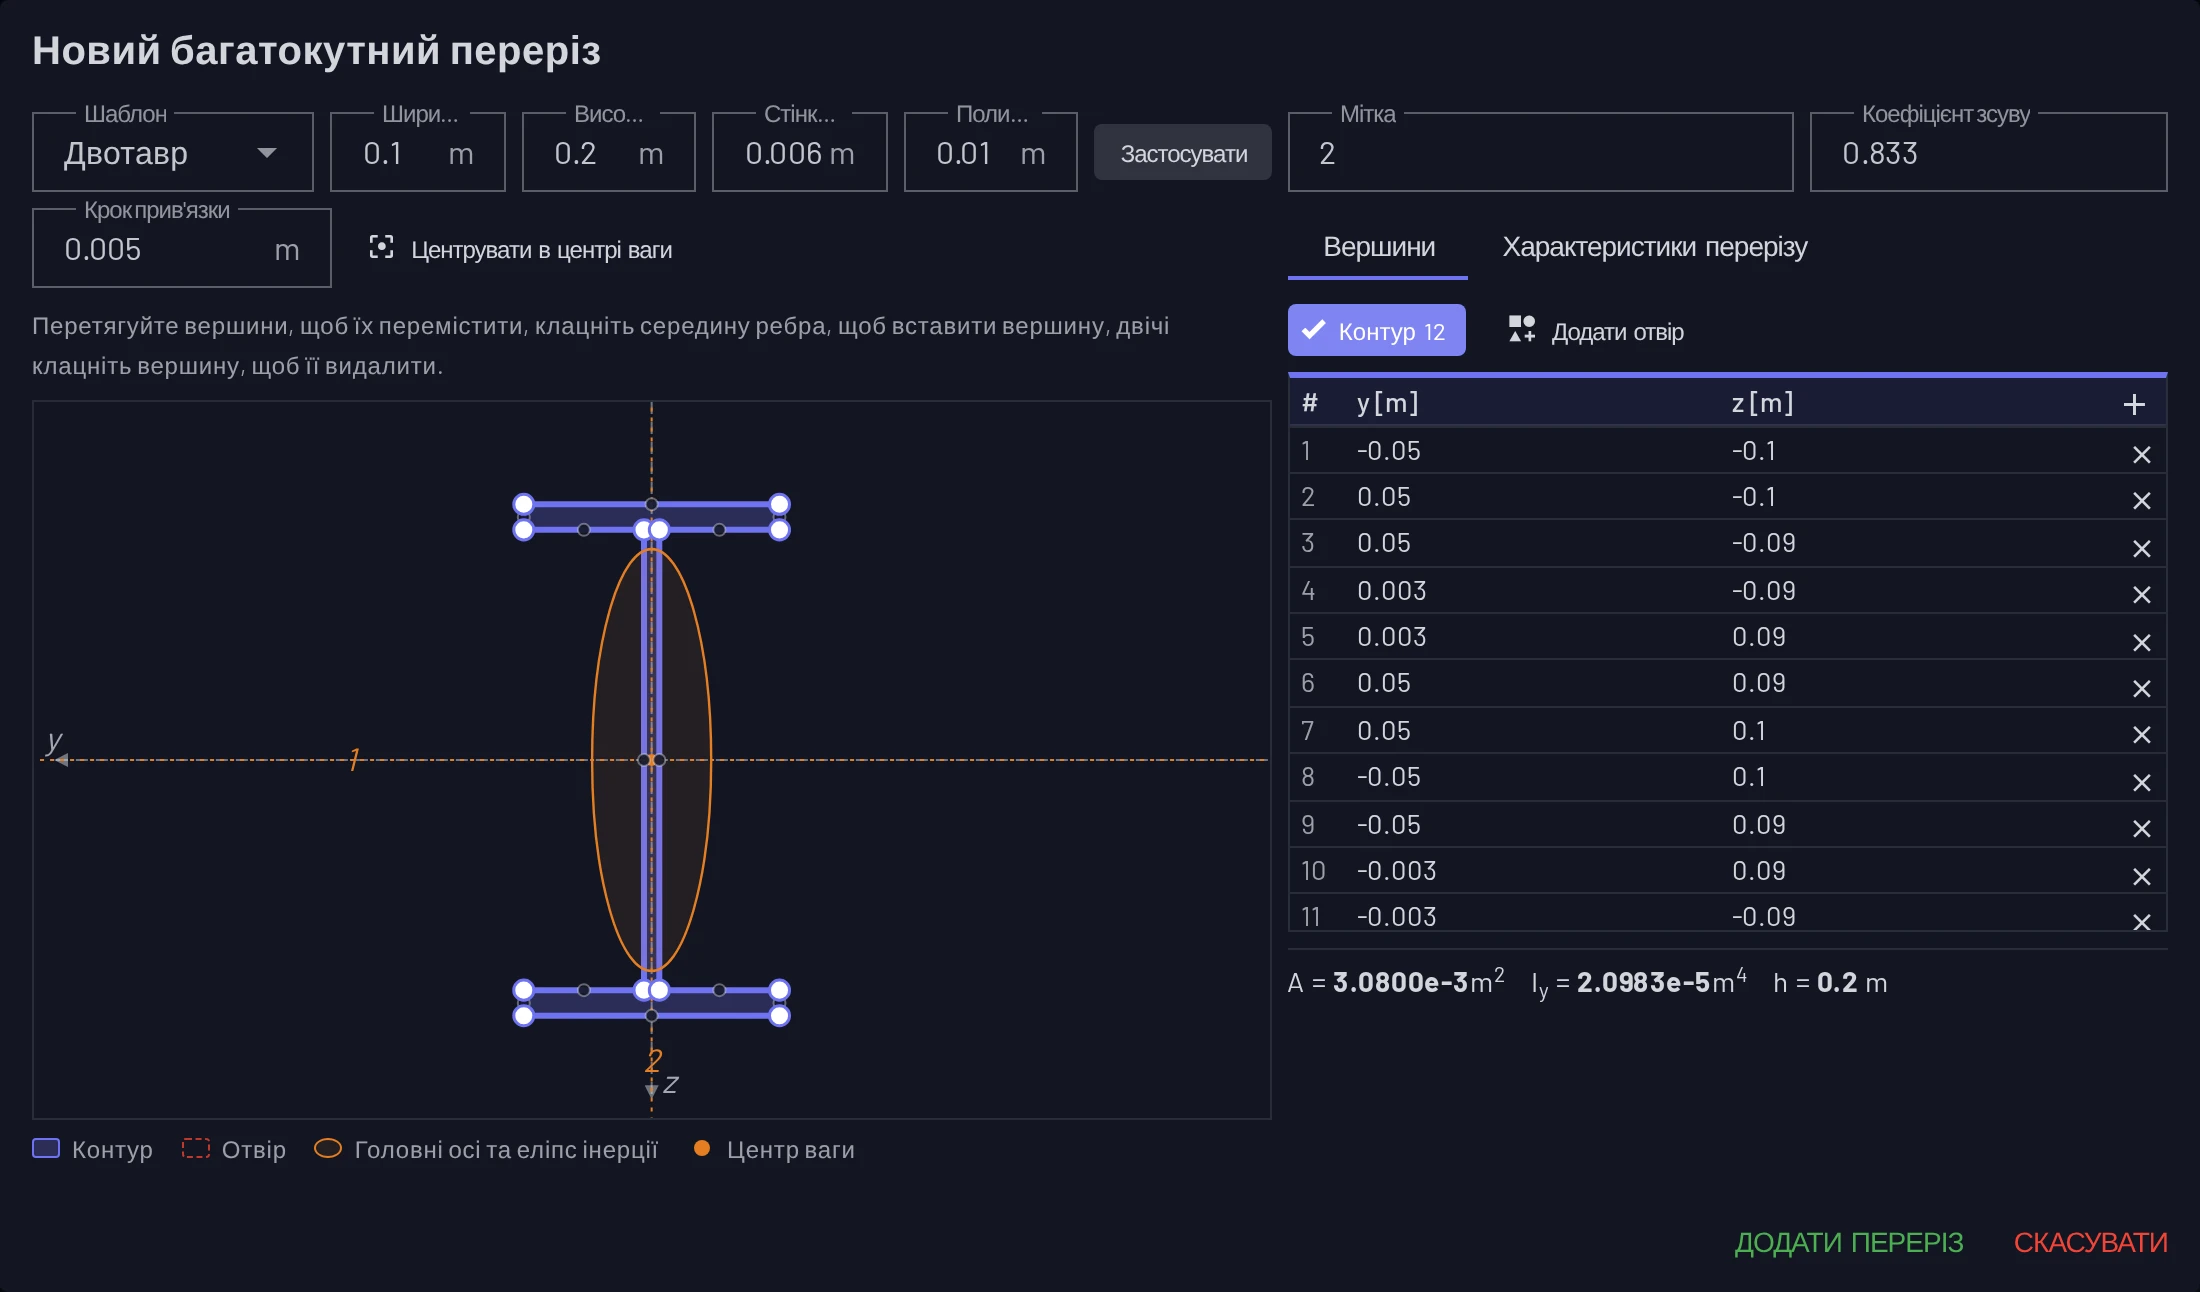 Новий багатокутний переріз
Шаблон
Двотавр
Шири...
0.1 m
Висо...
0.2 m
Стінк...
0.006 m
Поли...
0.01 m
Застосувати
Мітка
2
Коефіцієнт зсуву
0.833
Крок прив'язки
0.005 m
Центрувати в центрі ваги
Вершини
Характеристики перерізу
Перетягуйте вершини, щоб їх перемістити, клацніть середину ребра, щоб вставити вершину, двічі
клацніть вершину, щоб її видалити.
Контур 12
Додати отвір
# y [m] z [m]
1 -0.05 -0.1
2 0.05 -0.1
3 0.05 -0.09
4 0.003 -0.09
5 0.003 0.09
6 0.05 0.09
7 0.05 0.1
8 -0.05 0.1
9 -0.05 0.09
10 -0.003 0.09
11 -0.003 -0.09
y
1
2
z
A = 3.0800e-3m² Iy = 2.0983e-5m⁴ h = 0.2 m
Контур
Отвір
Головні осі та еліпс інерції
Центр ваги
ДОДАТИ ПЕРЕРІЗ
СКАСУВАТИ